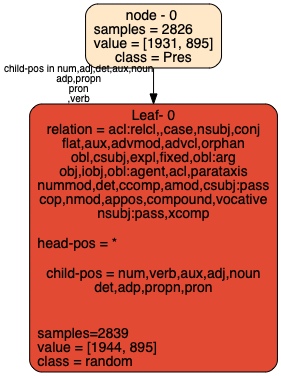 node - 0
samples = 2826
value = [1931, 895]
class = Pres
child-pos in num,adj,det,aux,noun
adp,propn
pron
,verb
Leaf- 0
relation = acl:relcl,,case,nsubj,conj
flat,aux,advmod,advcl,orphan
obl,csubj,expl,fixed,obl:arg
obj,iobj,obl:agent,acl,parataxis
nummod,det,ccomp,amod,csubj:pass
cop,nmod,appos,compound,vocative
nsubj:pass,xcomp
head-pos = *
child-pos = num,verb,aux,adj,noun
det,adp,propn,pron
samples=2839
value = [1944, 895]
class = random